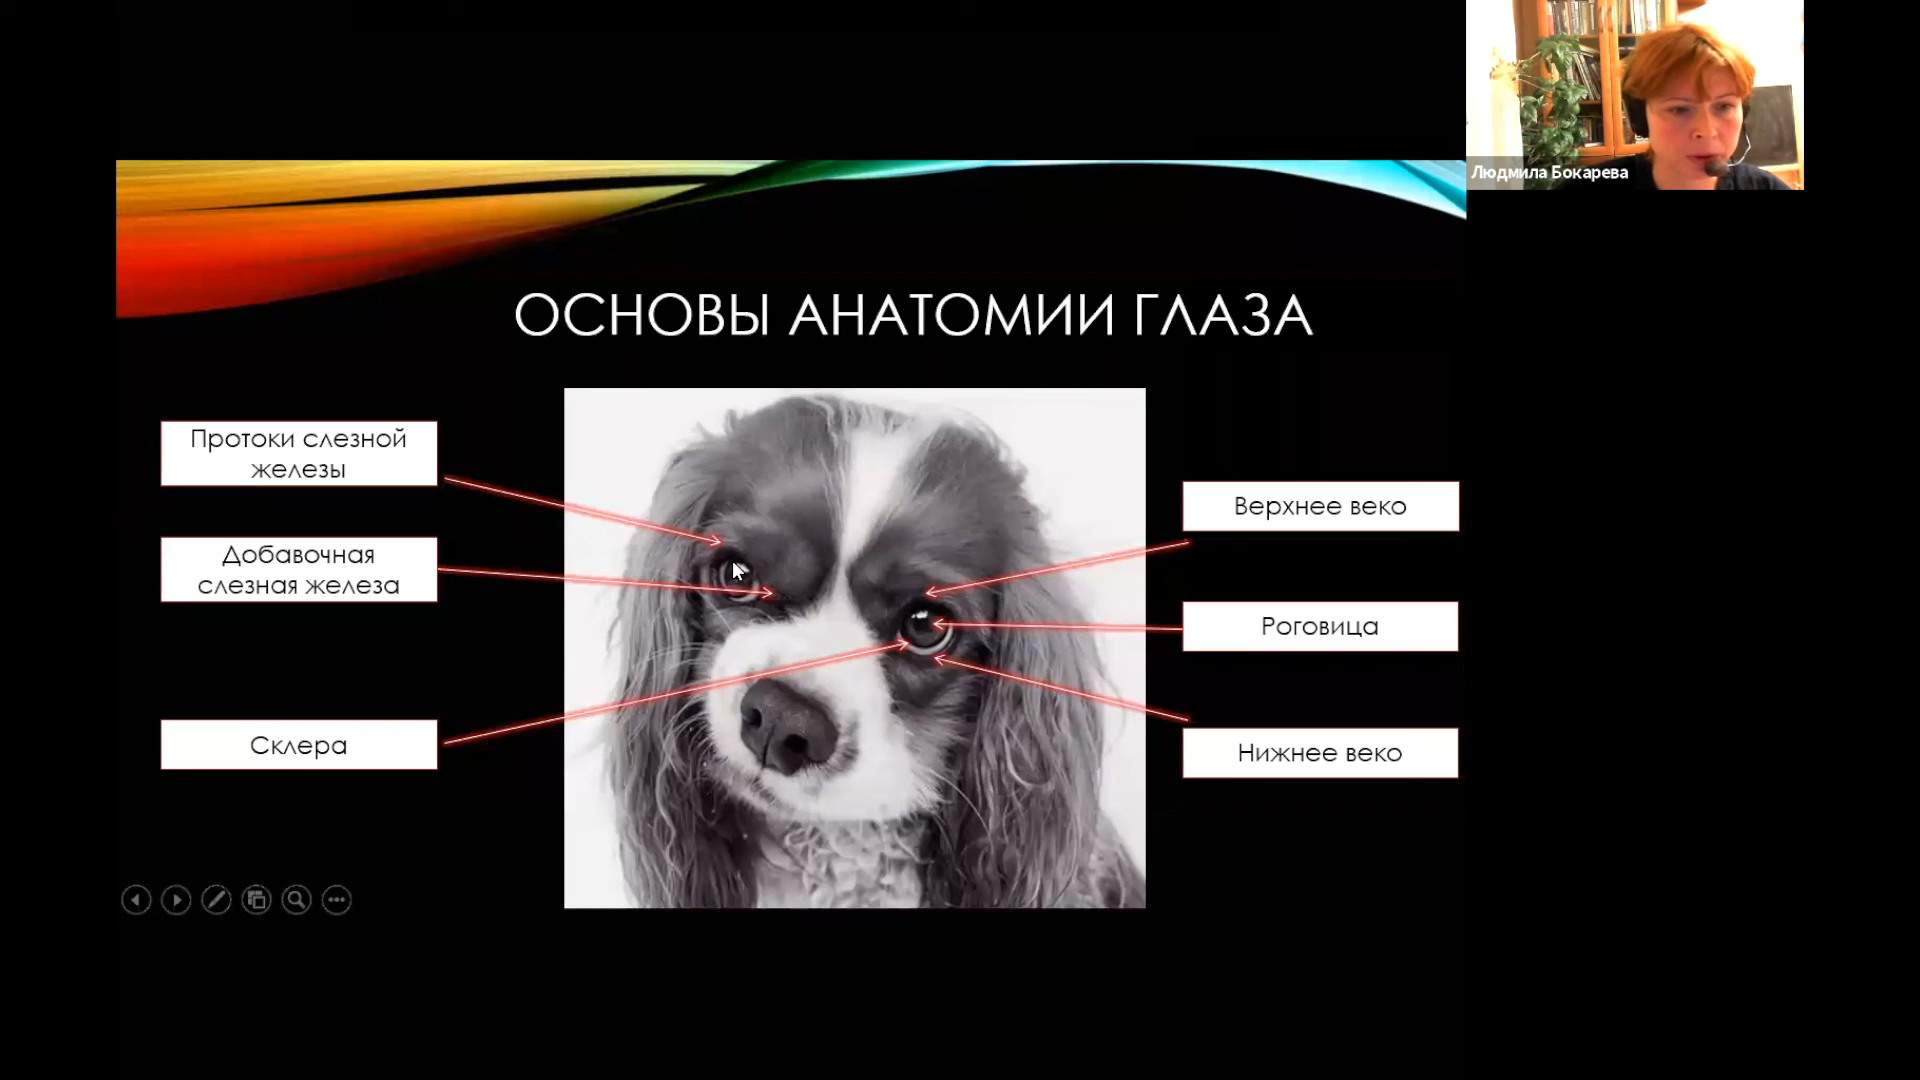 Людмила Бокарева
ОСНОВЫ АНАТОМИИ ГЛАЗА
Протоки слезной
железы
Добавочная
слезная железа
Склера
Верхнее веко
Роговица
Нижнее веко